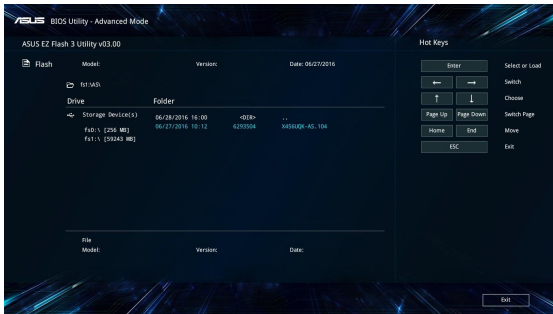 ASUS BIOS Utility - Advanced Mode
ASUS EZ Flash 3 Utility v03.00
Hot Keys
Flash Model: Version: Date: 06/27/2016
fs1:\AS\
Drive Folder
Storage Device(s)
fs0:\ [256 MB]
fs1:\ [59243 MB]
06/28/2016 16:00 <DIR> ..
06/27/2016 10:12 6293504 X456UQK-AS.104
File
Model: Version: Date:
Enter Select or Load
← → Switch
↑ ↓ Choose
Page Up Page Down Switch Page
Home End Move
ESC Exit
Exit